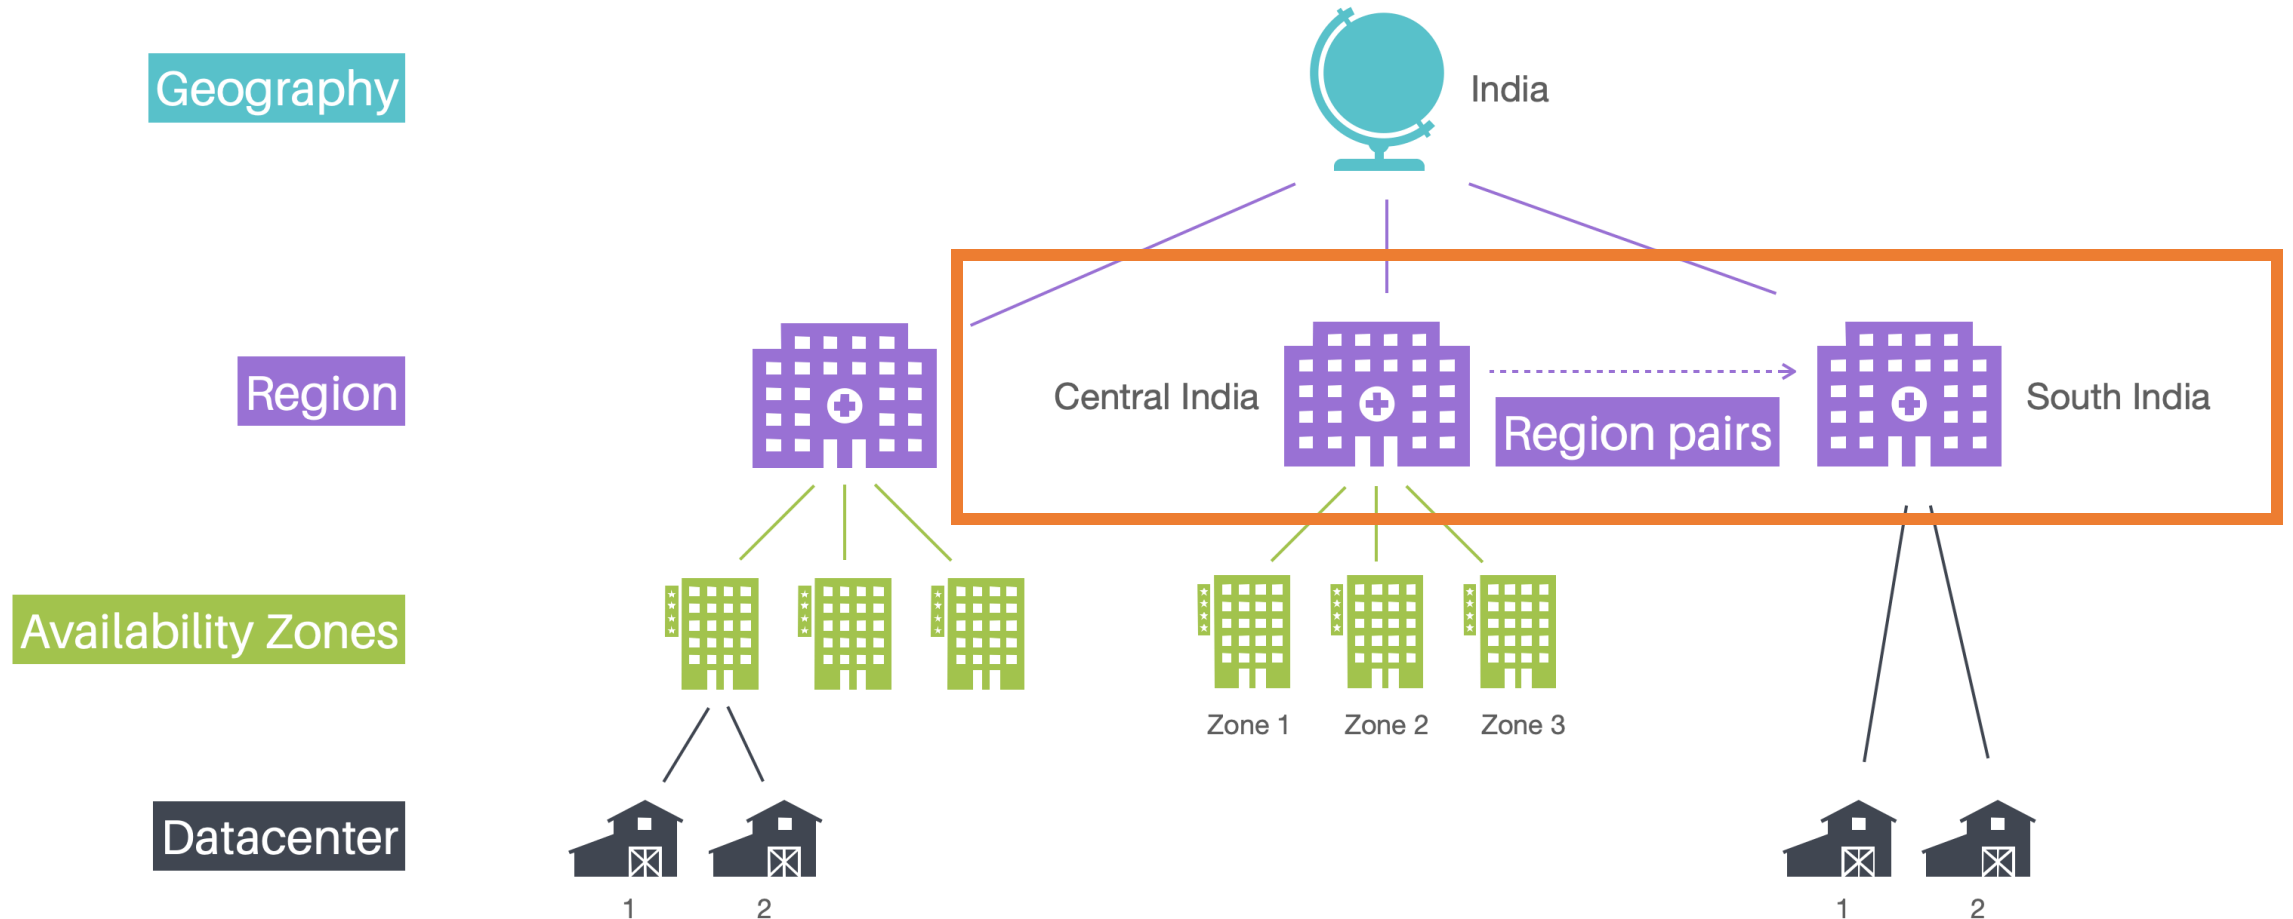 Geography
India
Region
Central India
Region pairs
South India
Availability Zones
Zone 1
Zone 2
Zone 3
Datacenter
1
2
1
2